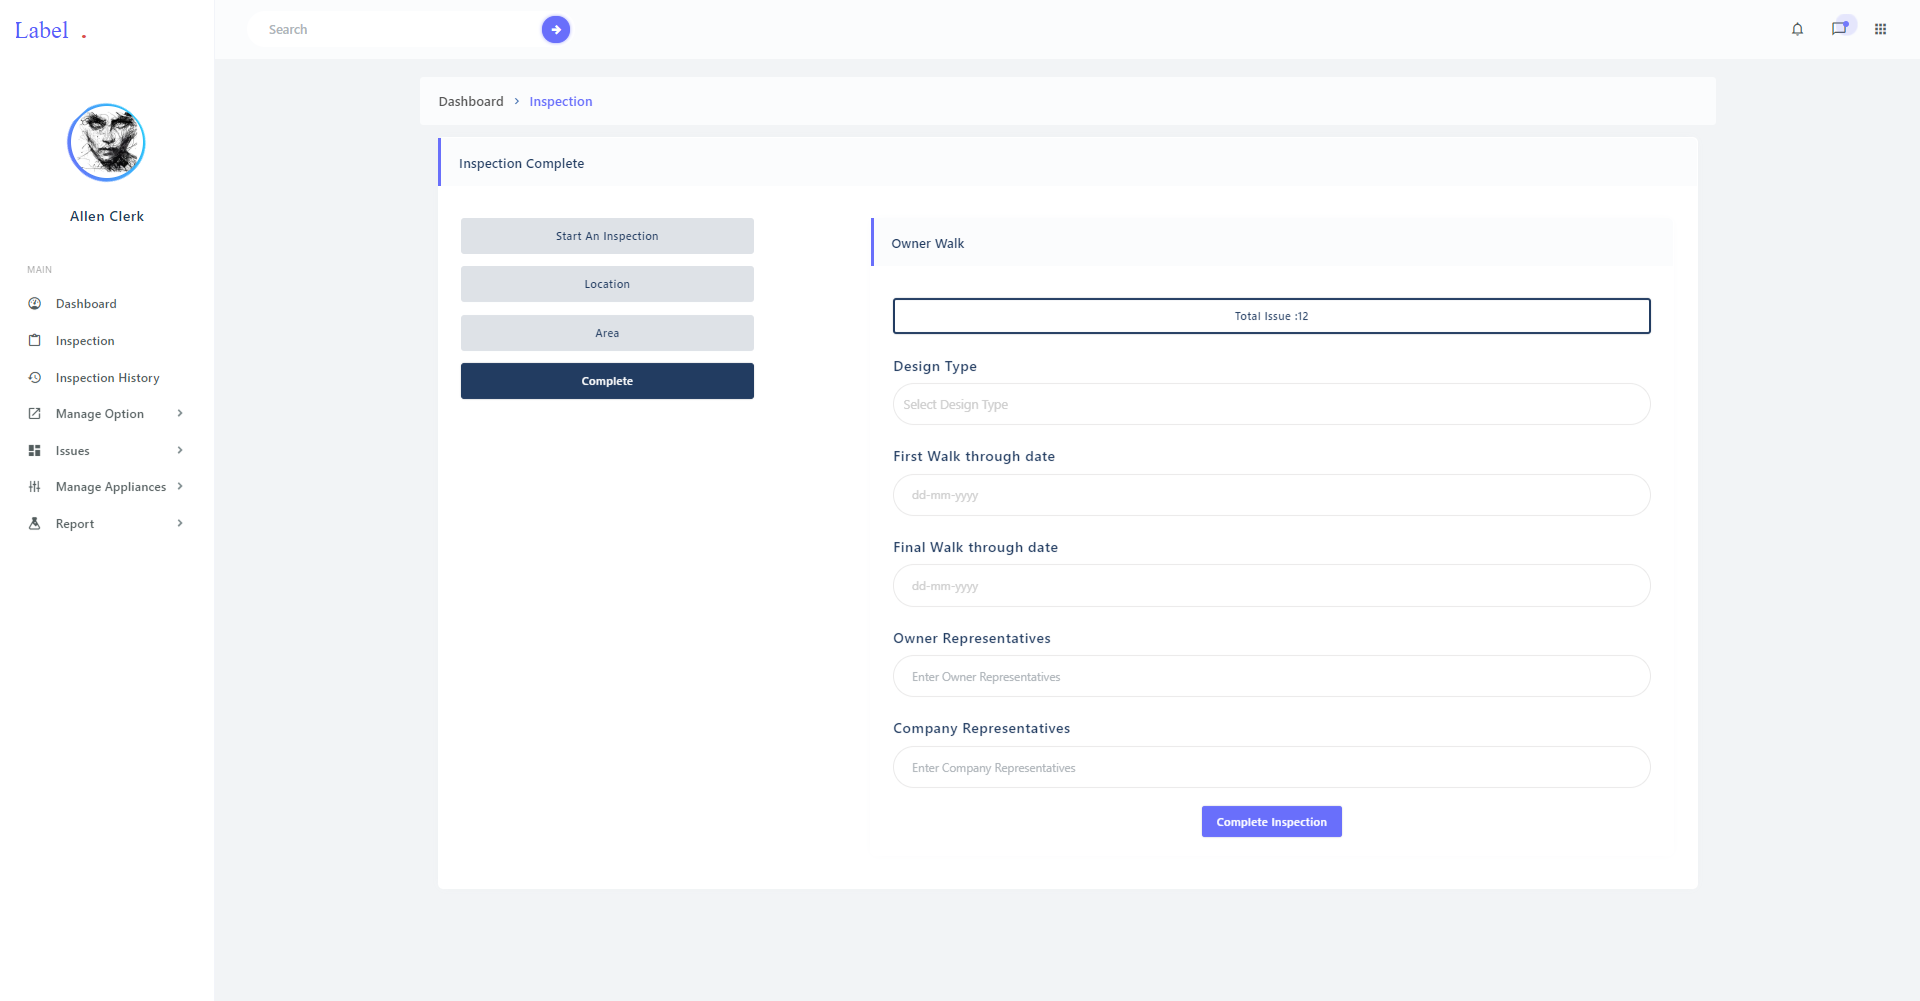 Label .
Search
Allen Clerk
MAIN
Dashboard
Inspection
Inspection History
Manage Option
Issues
Manage Appliances
Report
Dashboard > Inspection
Inspection Complete
Start An Inspection
Location
Area
Complete
Owner Walk
Total Issue :12
Design Type
Select Design Type
First Walk through date
dd-mm-yyyy
Final Walk through date
dd-mm-yyyy
Owner Representatives
Enter Owner Representatives
Company Representatives
Enter Company Representatives
Complete Inspection